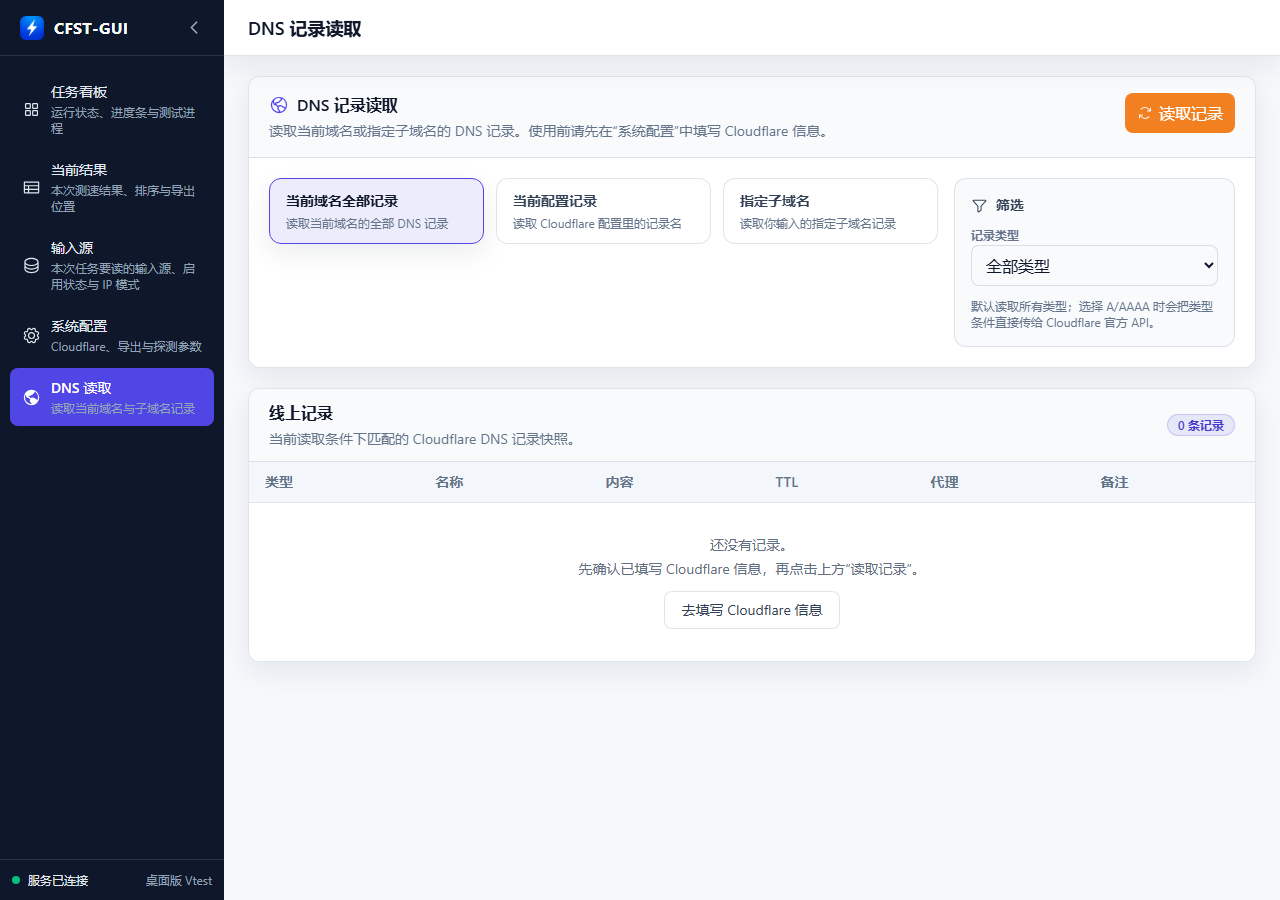 CFST-GUI
任务看板
运行状态、进度条与测试进
程
当前结果
本次测速结果、排序与导出
位置
输入源
本次任务要读的输入源、启
用状态与 IP 模式
系统配置
Cloudflare、导出与探测参数
DNS 读取
读取当前域名与子域名记录
服务已连接
桌面版 Vtest
DNS 记录读取
DNS 记录读取
读取当前域名或指定子域名的 DNS 记录。使用前请先在“系统配置”中填写 Cloudflare 信息。
读取记录
当前域名全部记录
读取当前域名的全部 DNS 记录
当前配置记录
读取 Cloudflare 配置里的记录名
指定子域名
读取你输入的指定子域名记录
筛选
记录类型
全部类型
默认读取所有类型；选择 A/AAAA 时会把类型
条件直接传给 Cloudflare 官方 API。
线上记录
当前读取条件下匹配的 Cloudflare DNS 记录快照。
0 条记录
类型 名称 内容 TTL 代理 备注
还没有记录。
先确认已填写 Cloudflare 信息，再点击上方“读取记录”。
去填写 Cloudflare 信息